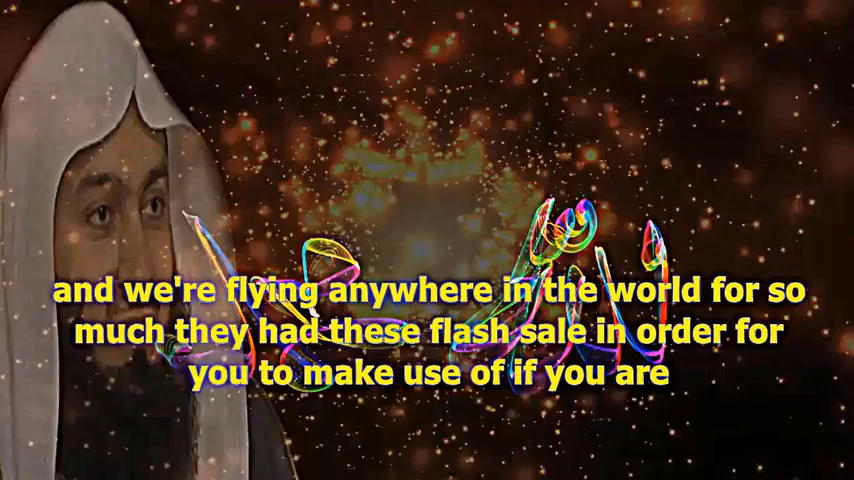 and we're flying anywhere in the world for so
much they had these flash sale in order for
you to make use of if you are